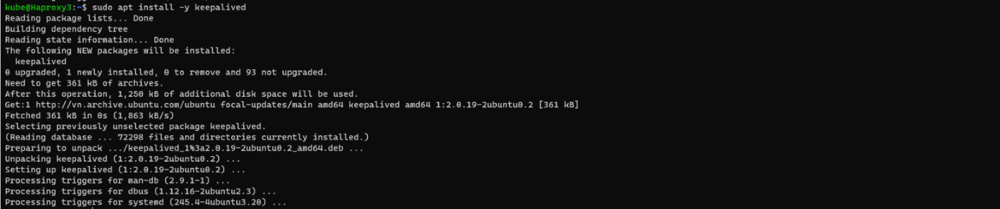 kube@Haproxy3:~$ sudo apt install -y keepalived
Reading package lists... Done
Building dependency tree
Reading state information... Done
The following NEW packages will be installed:
  keepalived
0 upgraded, 1 newly installed, 0 to remove and 93 not upgraded.
Need to get 361 kB of archives.
After this operation, 1,250 kB of additional disk space will be used.
Get:1 http://vn.archive.ubuntu.com/ubuntu focal-updates/main amd64 keepalived amd64 1:2.0.19-2ubuntu0.2 [361 kB]
Fetched 361 kB in 0s (1,863 kB/s)
Selecting previously unselected package keepalived.
(Reading database ... 72298 files and directories currently installed.)
Preparing to unpack .../keepalived_1%3a2.0.19-2ubuntu0.2_amd64.deb ...
Unpacking keepalived (1:2.0.19-2ubuntu0.2) ...
Setting up keepalived (1:2.0.19-2ubuntu0.2) ...
Processing triggers for man-db (2.9.1-1) ...
Processing triggers for dbus (1.12.16-2ubuntu2.3) ...
Processing triggers for systemd (245.4-4ubuntu3.20) ...